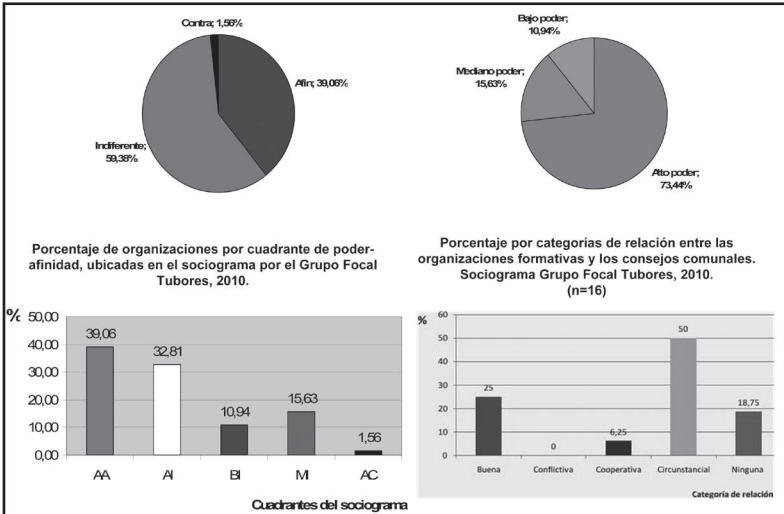 Contra; 1,56%
Afin; 39,06%
Indiferente;
59,38%
Bajo poder;
10,94%
Mediano poder;
15,63%
Alto poder;
73,44%
Porcentaje de organizaciones por cuadrante de poder-
afinidad, ubicadas en el sociograma por el Grupo Focal
Tubores, 2010.
Porcentaje por categorías de relación entre las
organizaciones formativas y los consejos comunales.
Sociograma Grupo Focal Tubores, 2010.
(n=16)
%
50,00
40,00
30,00
20,00
10,00
0,00
39,06
32,81
10,94
15,63
1,56
AA AI BI MI AC
Cuadrantes del sociograma
%
60
50
40
30
20
10
0
25
0
6,25
50
18,75
Buena Conflictiva Cooperativa Circunstancial Ninguna
Categoría de relación